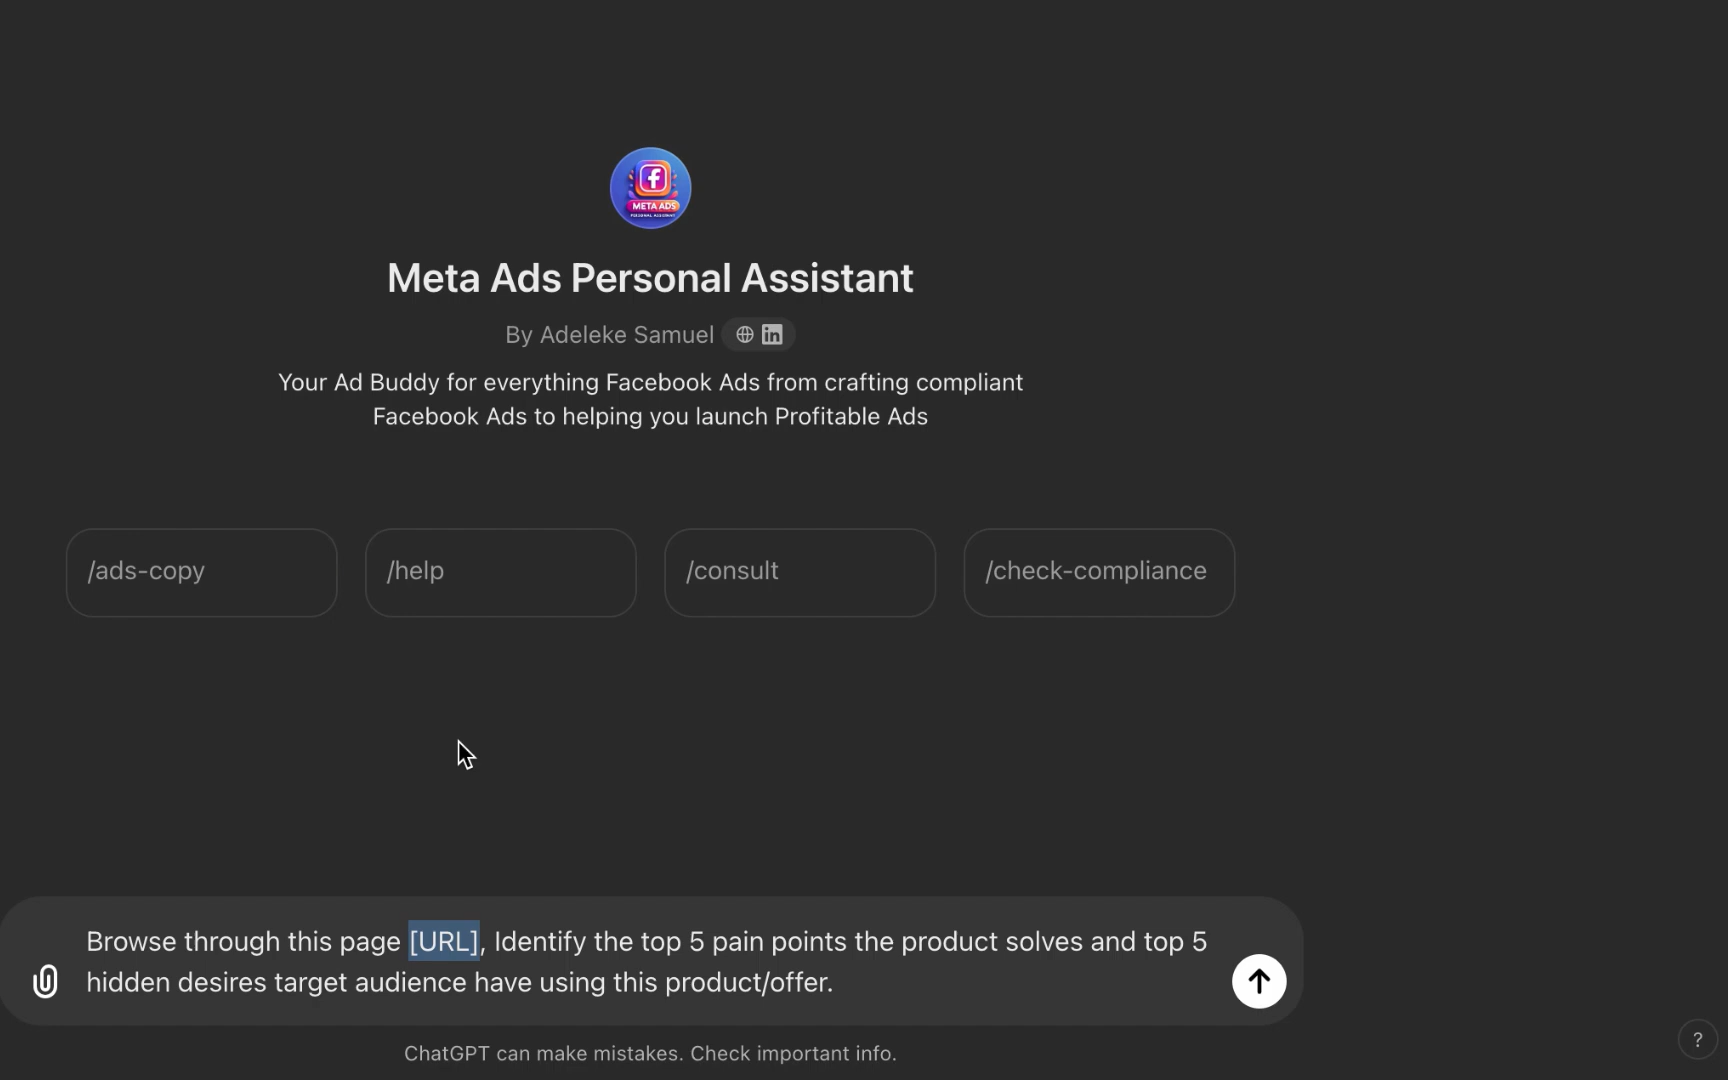 META ADS
PERSONAL ASSISTANT
Meta Ads Personal Assistant
By Adeleke Samuel
Your Ad Buddy for everything Facebook Ads from crafting compliant
Facebook Ads to helping you launch Profitable Ads
/ads-copy
/help
/consult
/check-compliance
Browse through this page [URL], Identify the top 5 pain points the product solves and top 5
hidden desires target audience have using this product/offer.
ChatGPT can make mistakes. Check important info.
?